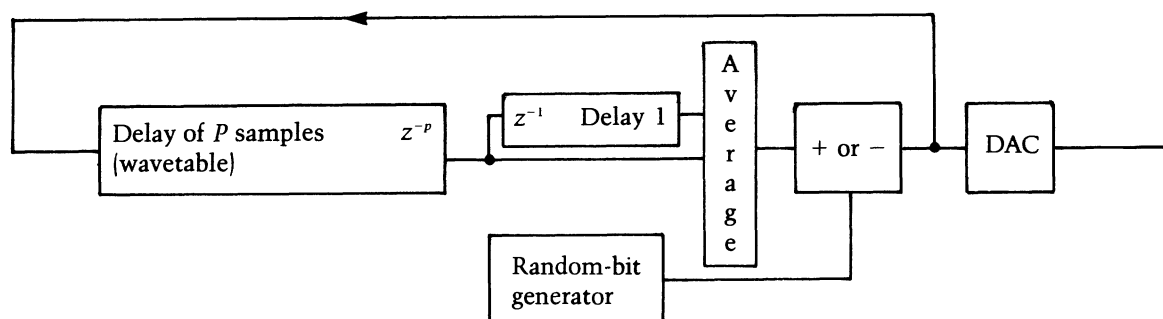 Delay of P samples z⁻ᵖ
(wavetable)
z⁻¹ Delay 1
A
v
e
r
a
g
e
+ or −
DAC
Random-bit
generator